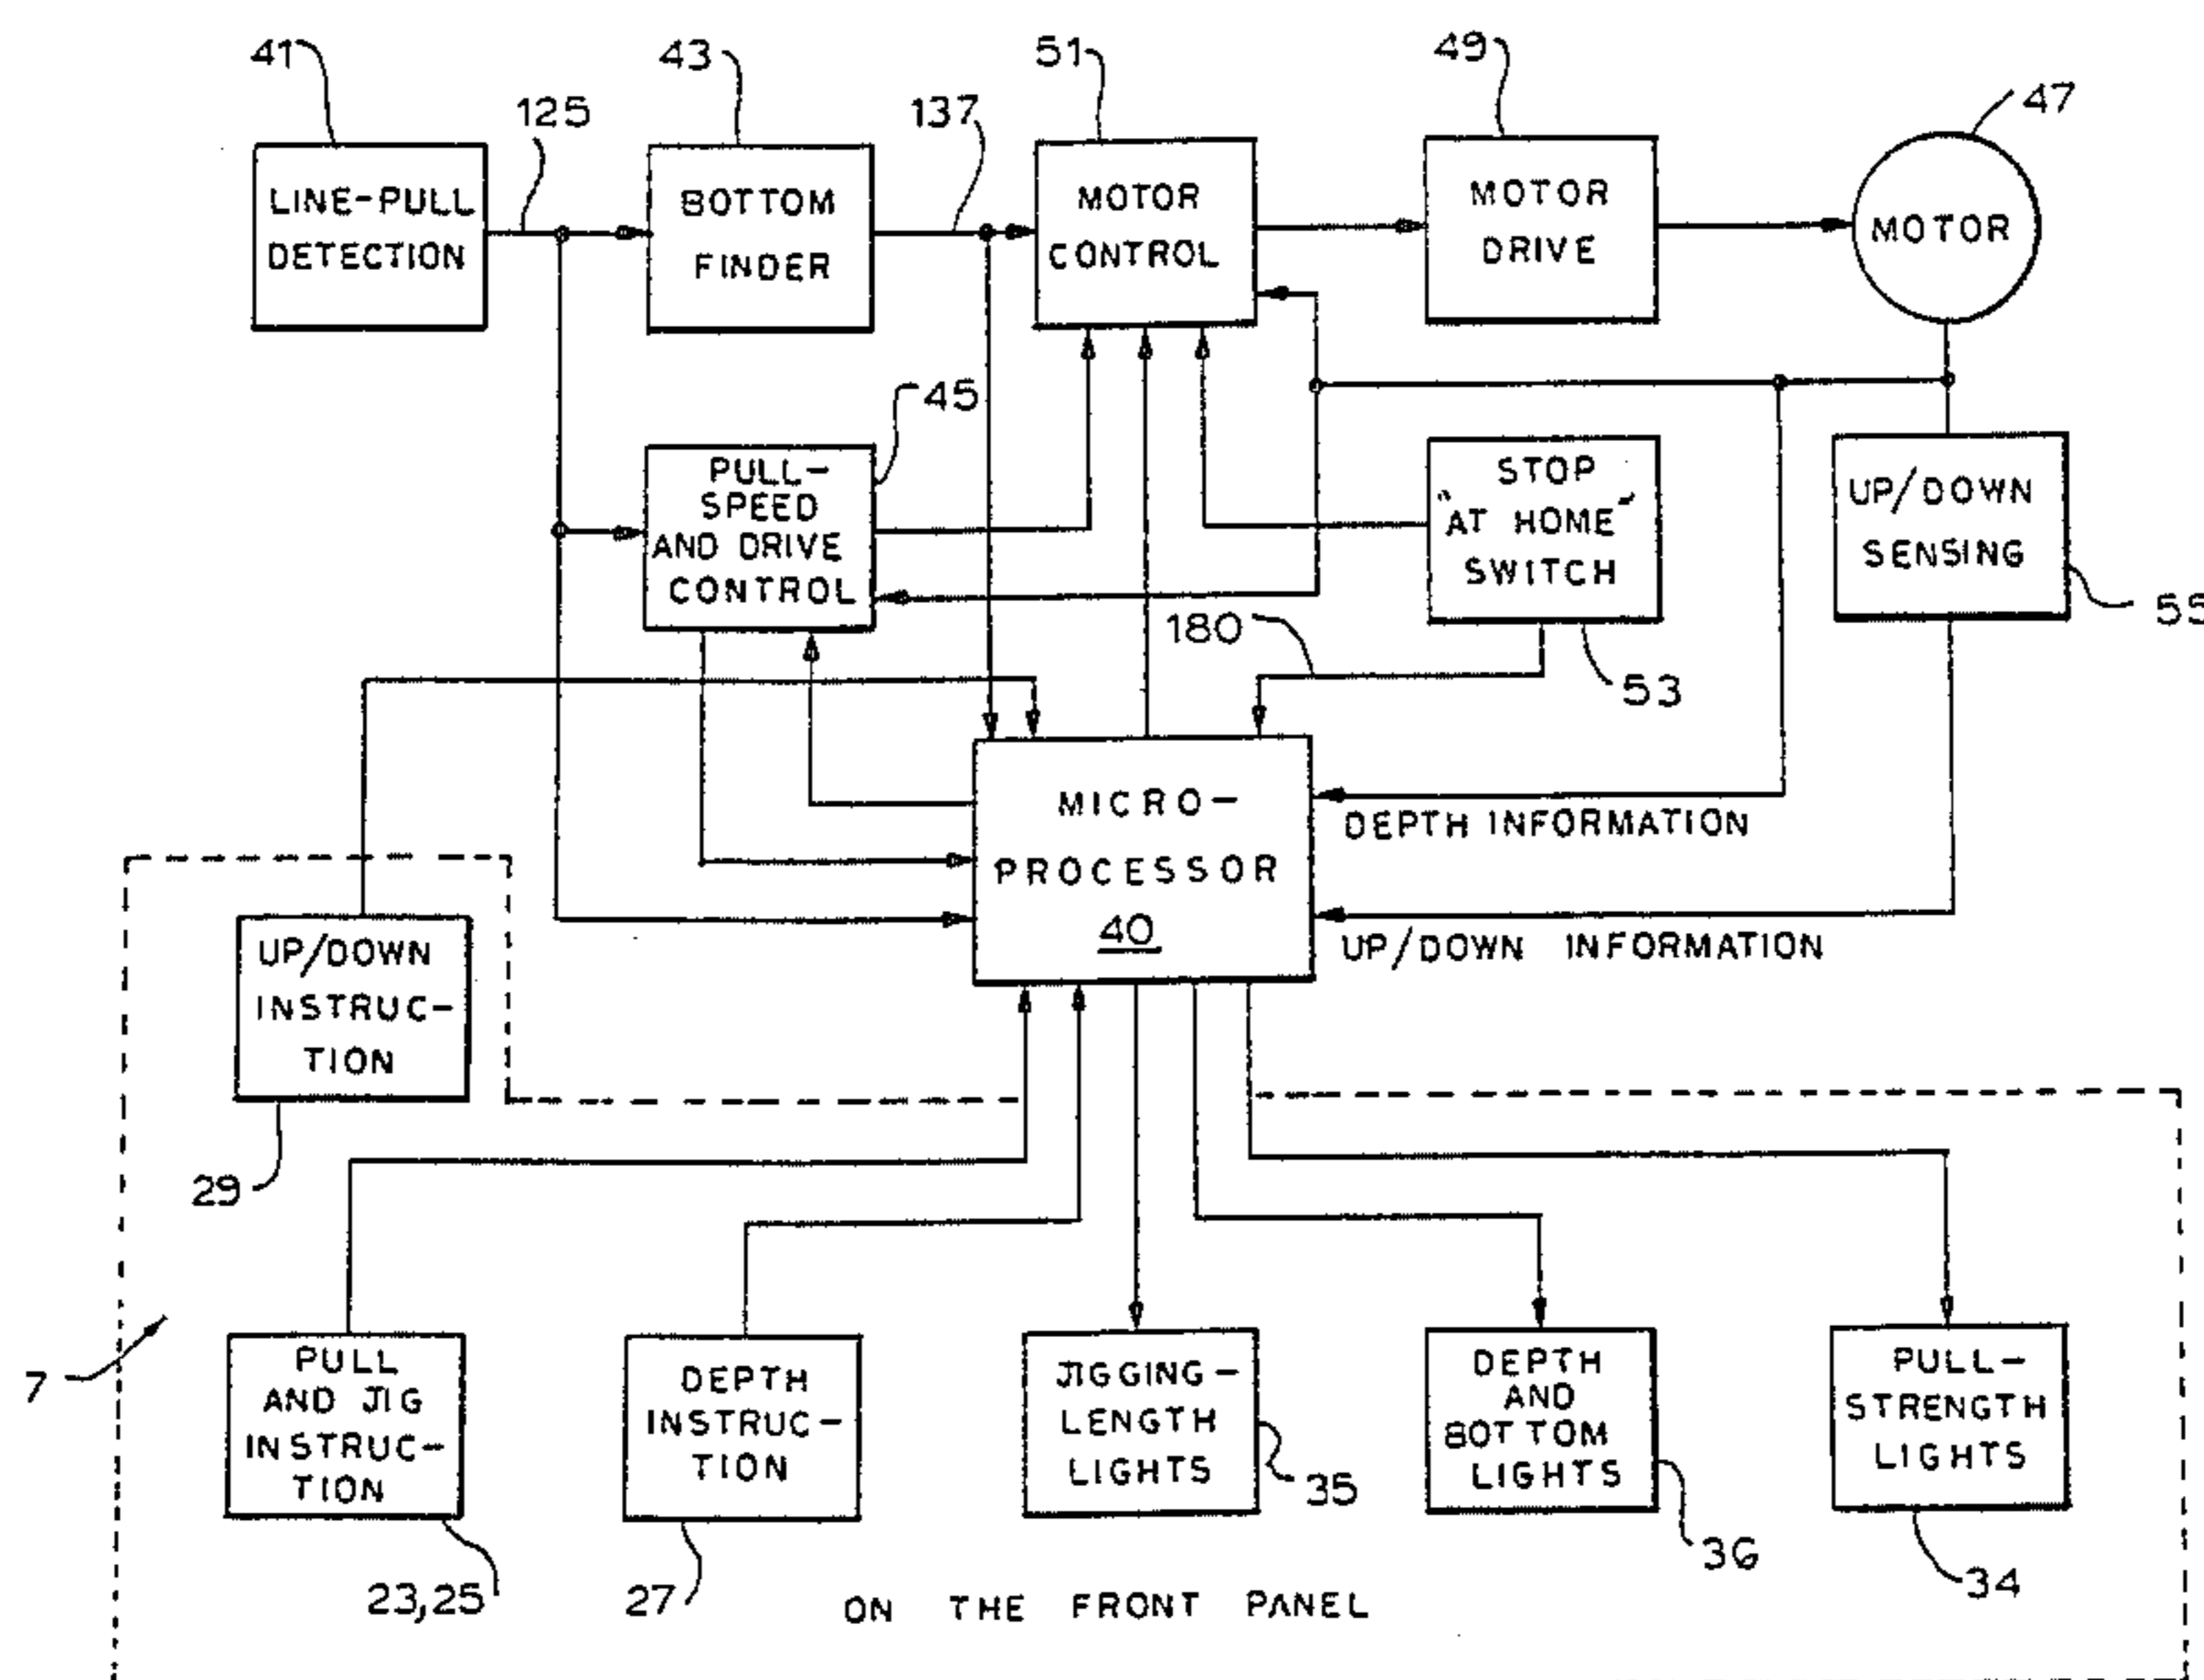 41
43
51
49
47
125
137
LINE-PULL
DETECTION
BOTTOM
FINDER
MOTOR
CONTROL
MOTOR
DRIVE
MOTOR
45
PULL-
SPEED
AND DRIVE
CONTROL
STOP
"AT HOME"
SWITCH
UP/DOWN
SENSING
55
180
53
MICRO-
PROCESSOR
40
DEPTH INFORMATION
UP/DOWN INFORMATION
UP/DOWN
INSTRUC-
TION
29
7
PULL
AND JIG
INSTRUC-
TION
DEPTH
INSTRUC-
TION
JIGGING-
LENGTH
LIGHTS
DEPTH
AND
BOTTOM
LIGHTS
PULL-
STRENGTH
LIGHTS
35
36
34
23,25
27
ON THE FRONT PANEL